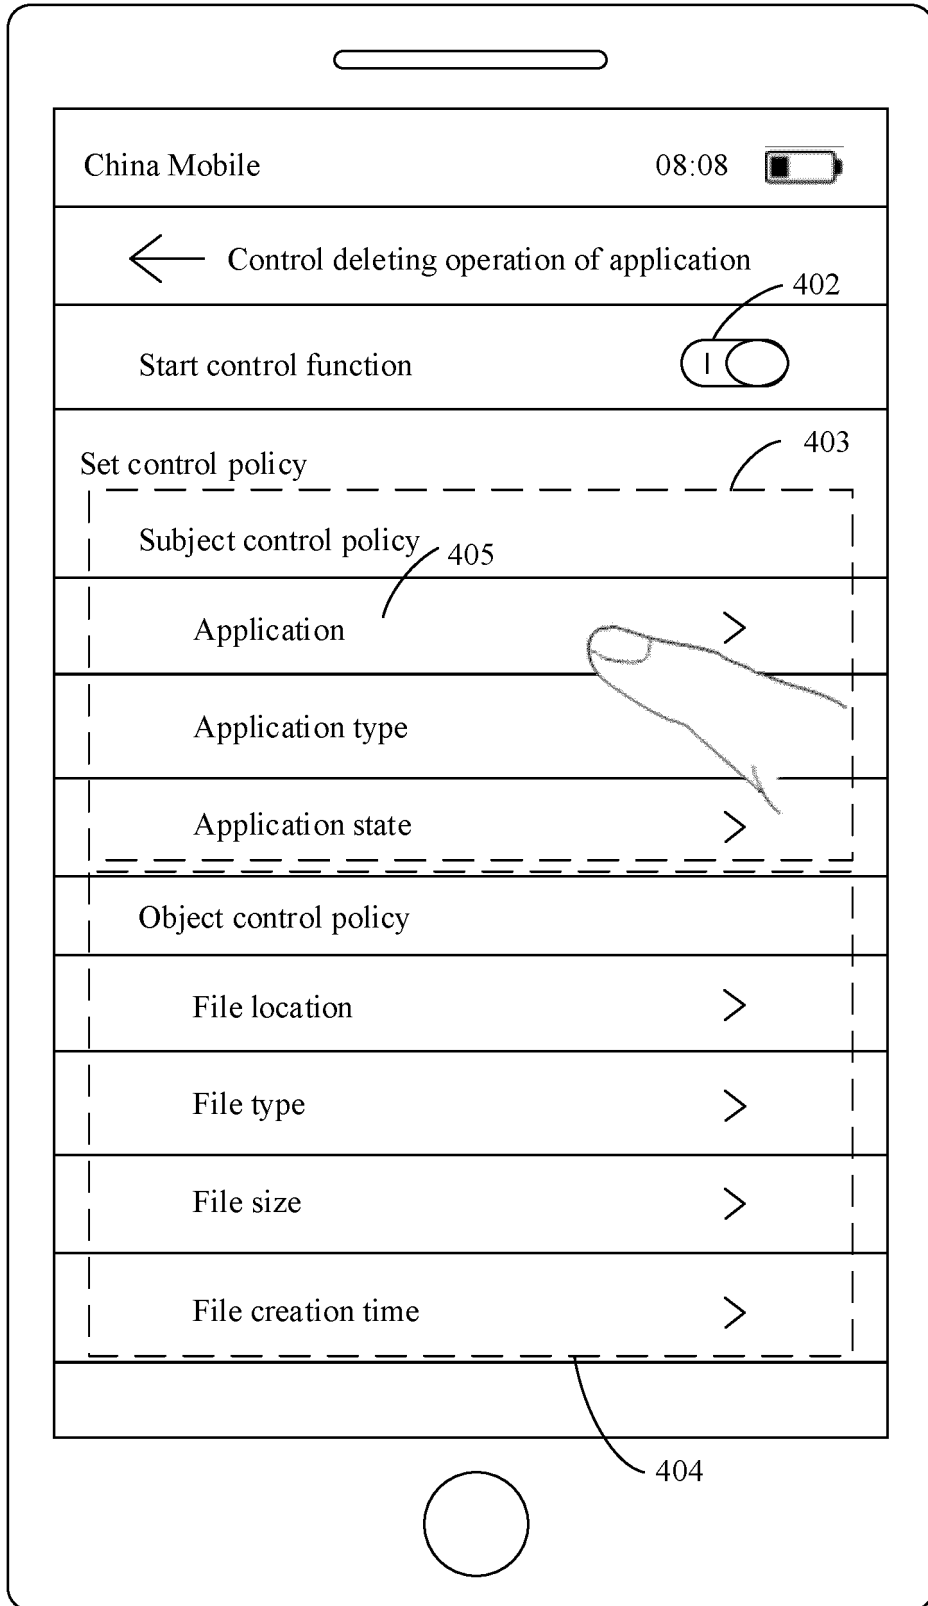 China Mobile 08:08
Control deleting operation of application
402
Start control function
403
Set control policy
Subject control policy
405
Application
Application type
Application state
Object control policy
File location
File type
File size
File creation time
404